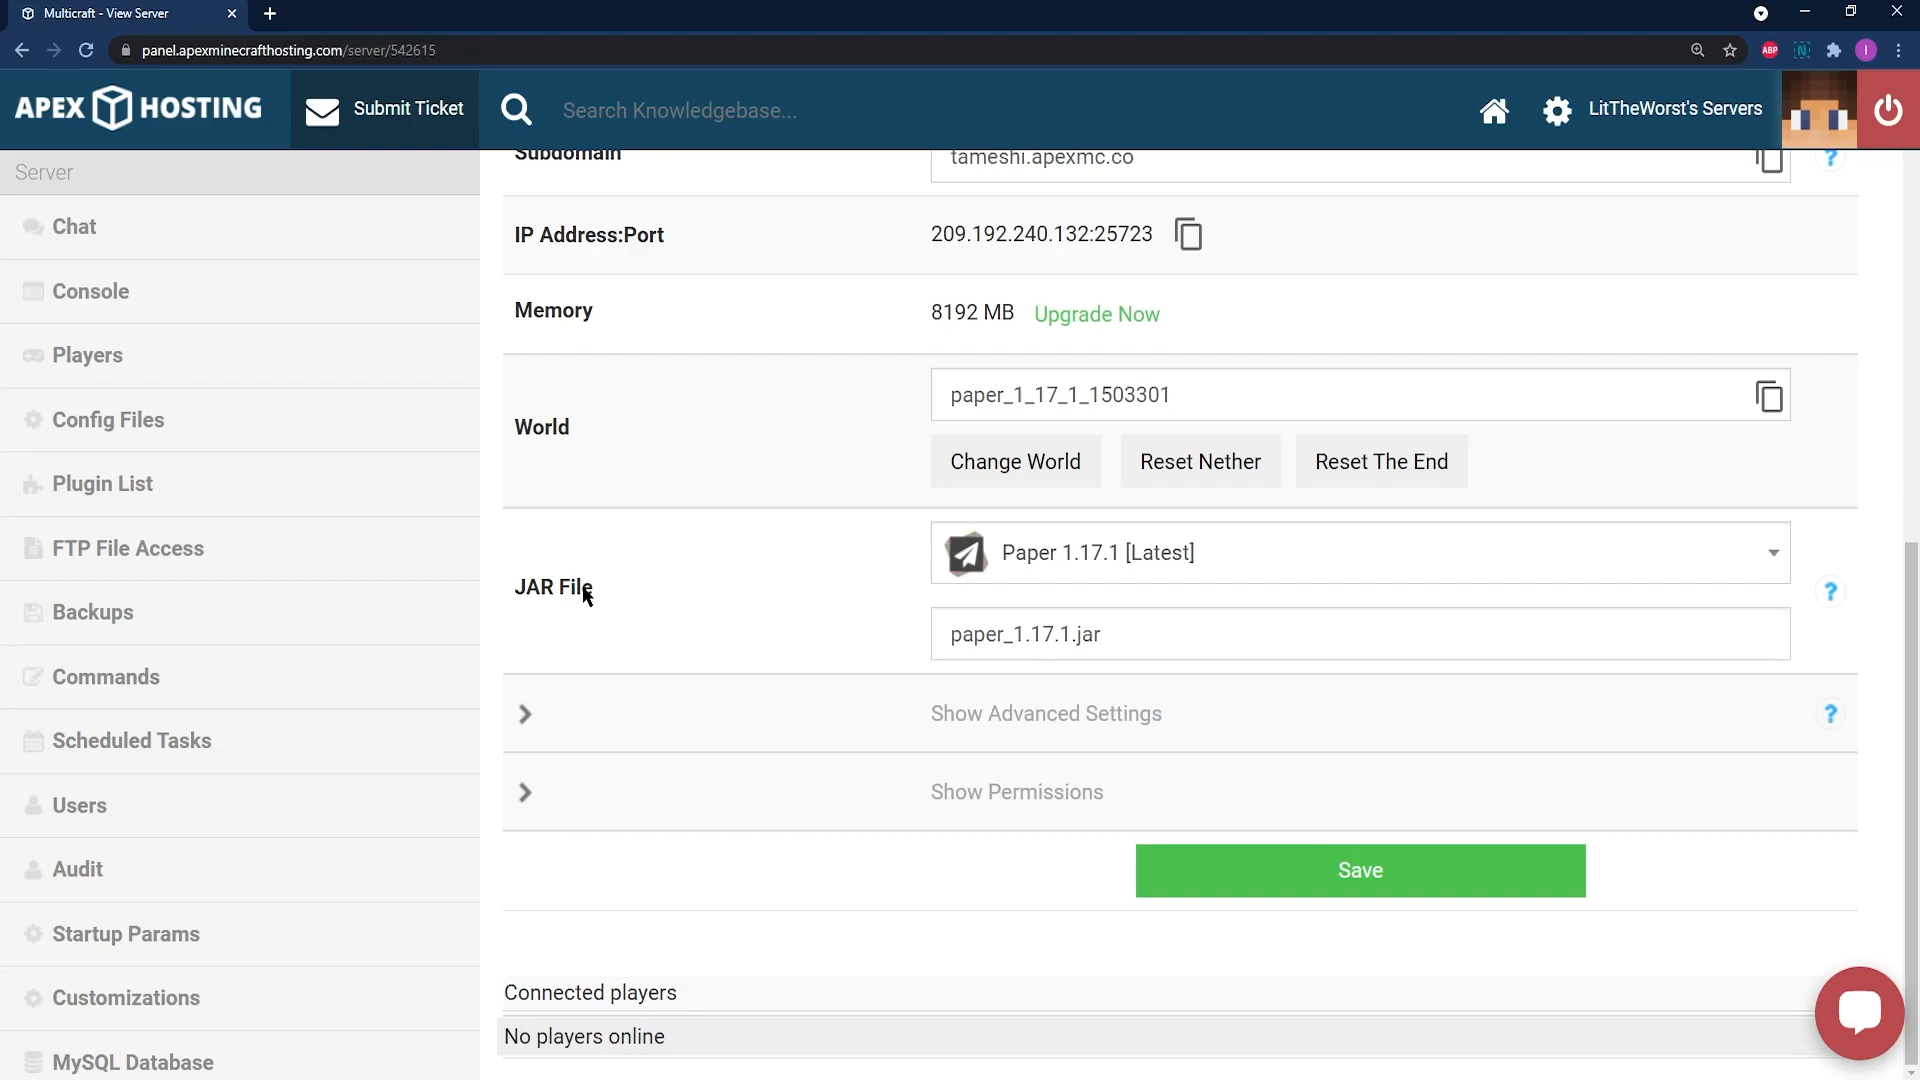 Multicraft - View Server
panel.apexminecrafthosting.com/server/542615
ABP
N
I
APEX HOSTING
Submit Ticket
Search Knowledgebase...
LitTheWorst's Servers
Server
Chat
Console
Players
Config Files
Plugin List
FTP File Access
Backups
Commands
Scheduled Tasks
Users
Audit
Startup Params
Customizations
MySQL Database
Subdomain
tameshi.apexmc.co
?
IP Address:Port
209.192.240.132:25723
Memory
8192 MB Upgrade Now
World
paper_1_17_1_1503301
Change World
Reset Nether
Reset The End
JAR File
Paper 1.17.1 [Latest]
?
paper_1.17.1.jar
Show Advanced Settings
?
Show Permissions
Save
Connected players
No players online